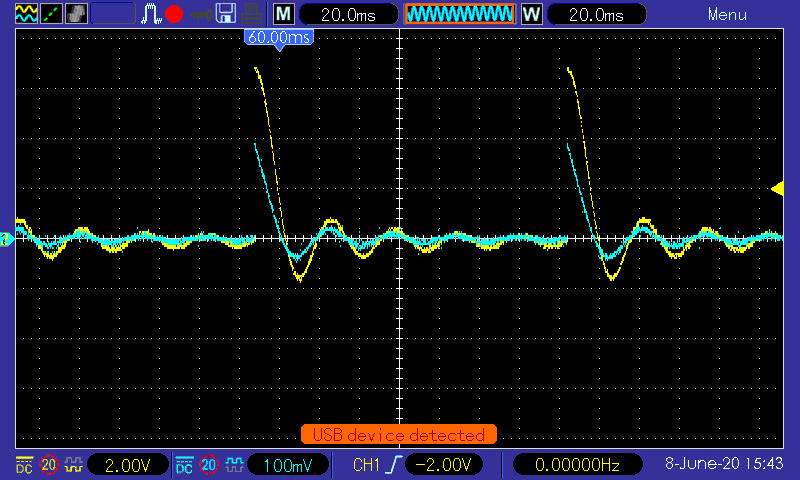 M 20.0ms W 20.0ms Menu
60.00ms
2
USB device detected
DC 20 2.00V DC 20 100mV CH1 -2.00V 0.00000Hz 8-June-20 15:43